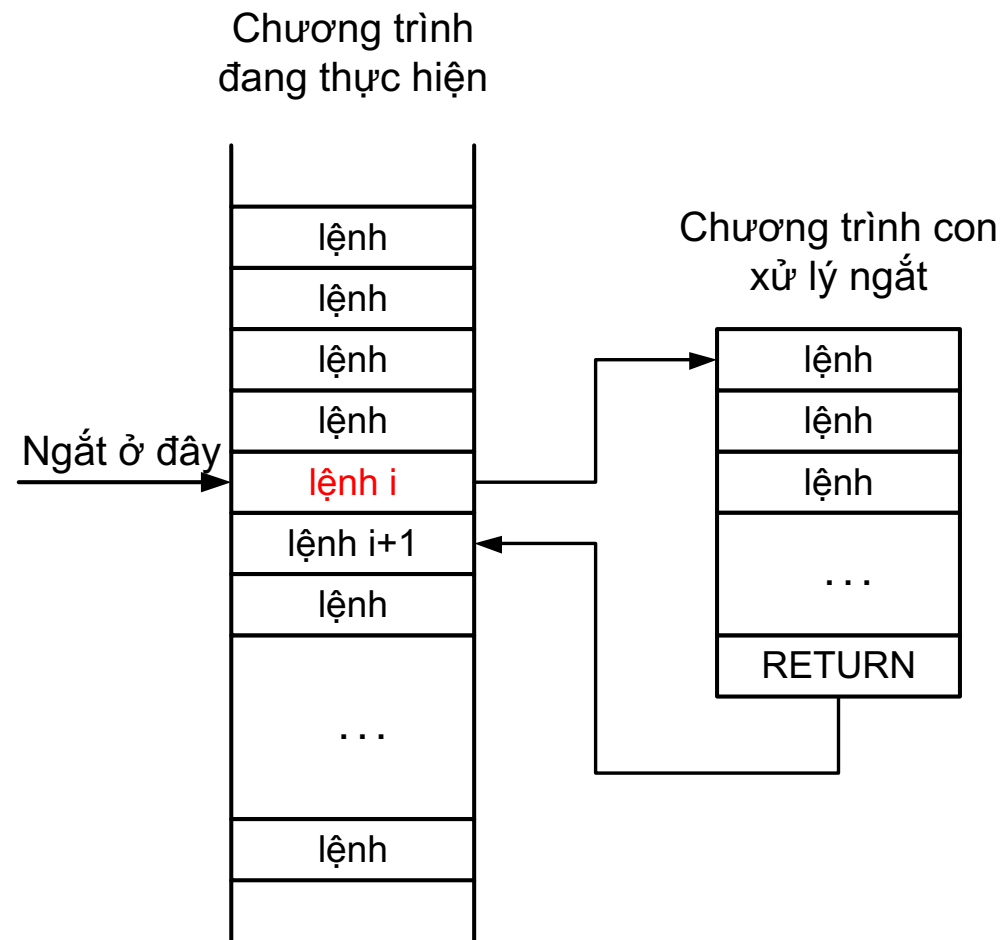 Chương trình
đang thực hiện
lệnh
lệnh
lệnh
lệnh
Ngắt ở đây
lệnh i
lệnh i+1
lệnh
. . .
lệnh
Chương trình con
xử lý ngắt
lệnh
lệnh
lệnh
. . .
RETURN